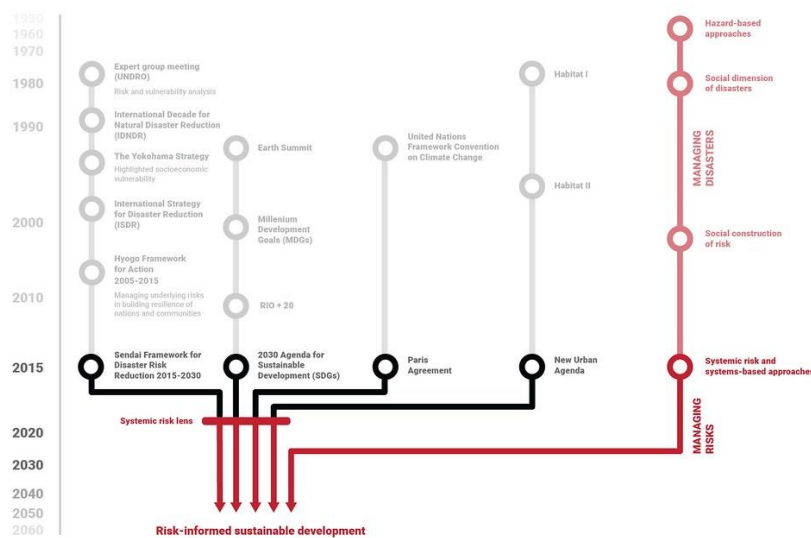 1950
1960
1970
1980
1990
2000
2010
2015
2020
2030
2040
2050
2060
Expert group meeting
(UNDRO)
Risk and vulnerability analysis
International Decade for
Natural Disaster Reduction
(IDNDR)
The Yokohama Strategy
Highlighted socioeconomic
vulnerability
International Strategy
for Disaster Reduction
(ISDR)
Hyogo Framework
for Action
2005-2015
Managing underlying risks
in building resilience of
nations and communities
Sendai Framework for
Disaster Risk
Reduction 2015-2030
Earth Summit
Millenium
Development
Goals (MDGs)
RIO + 20
2030 Agenda for
Sustainable
Development (SDGs)
United Nations
Framework Convention
on Climate Change
Paris
Agreement
Habitat I
Habitat II
New Urban
Agenda
Hazard-based
approaches
Social dimension
of disasters
MANAGING
DISASTERS
Social construction
of risk
Systemic risk and
systems-based approaches
MANAGING
RISKS
Systemic risk lens
Risk-informed sustainable development